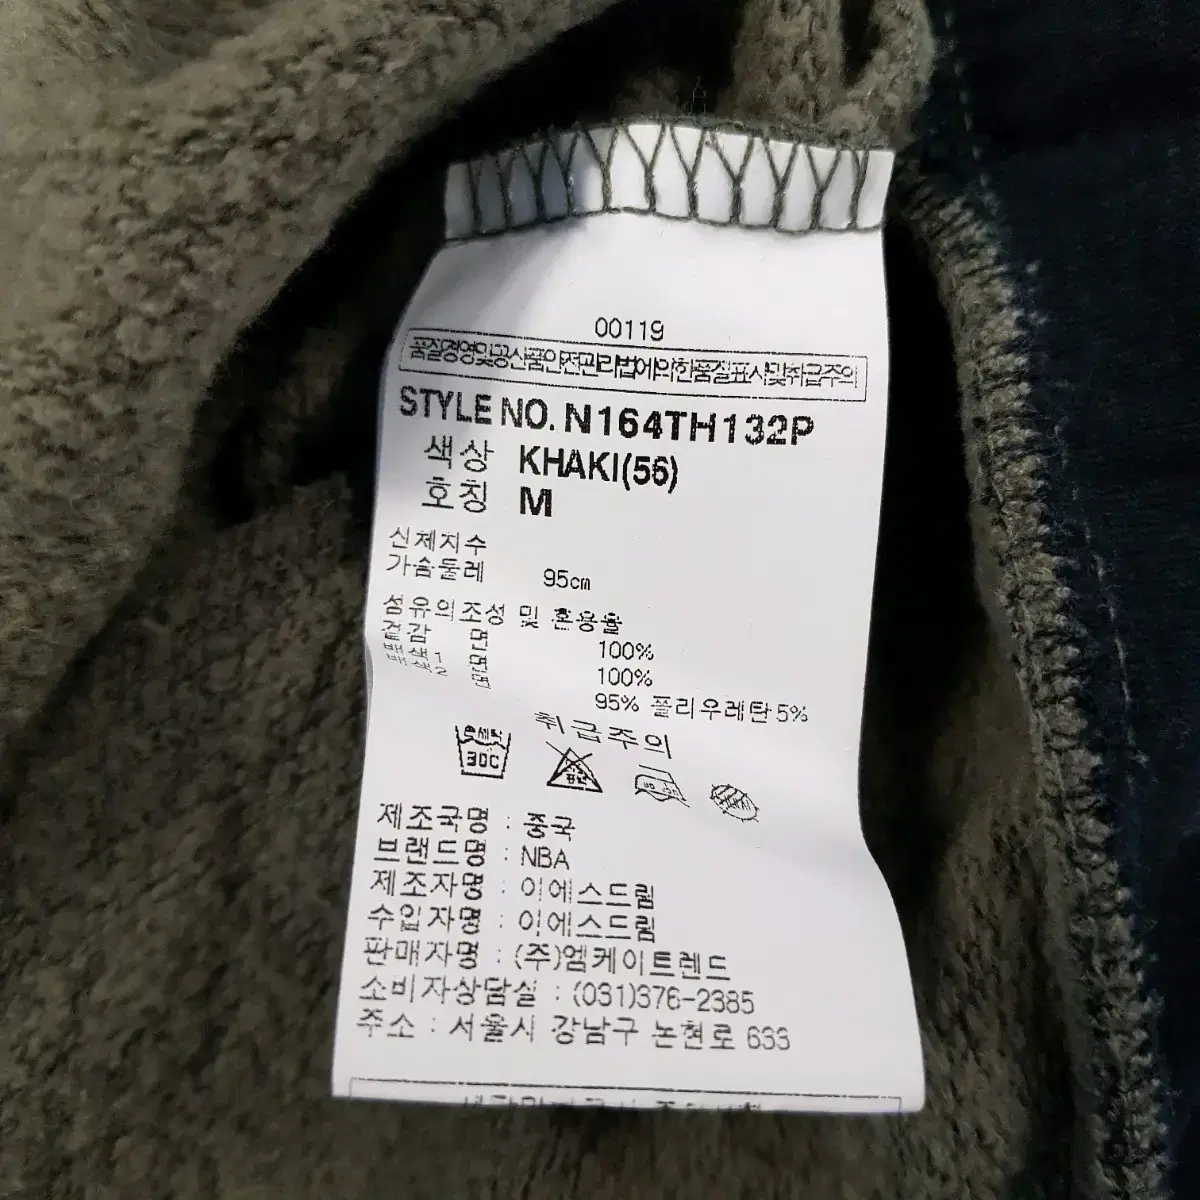 00119
품질경영및공산품안전관리법에의한품질표시및취급주의
STYLE NO. N164TH132P
색상 KHAKI(56)
호칭 M
신체치수
가슴둘레 95cm
섬유의조성 및 혼용율
겉감 면 100%
배색1 면 100%
배색2 면 95% 폴리우레탄 5%
취급주의
제조국명 : 중국
브랜드명 : NBA
제조자명 : 이에스드림
수입자명 : 이에스드림
판매자명 : (주)엠케이트렌드
소비자상담실 : (031)376-2385
주소 : 서울시 강남구 논현로 633